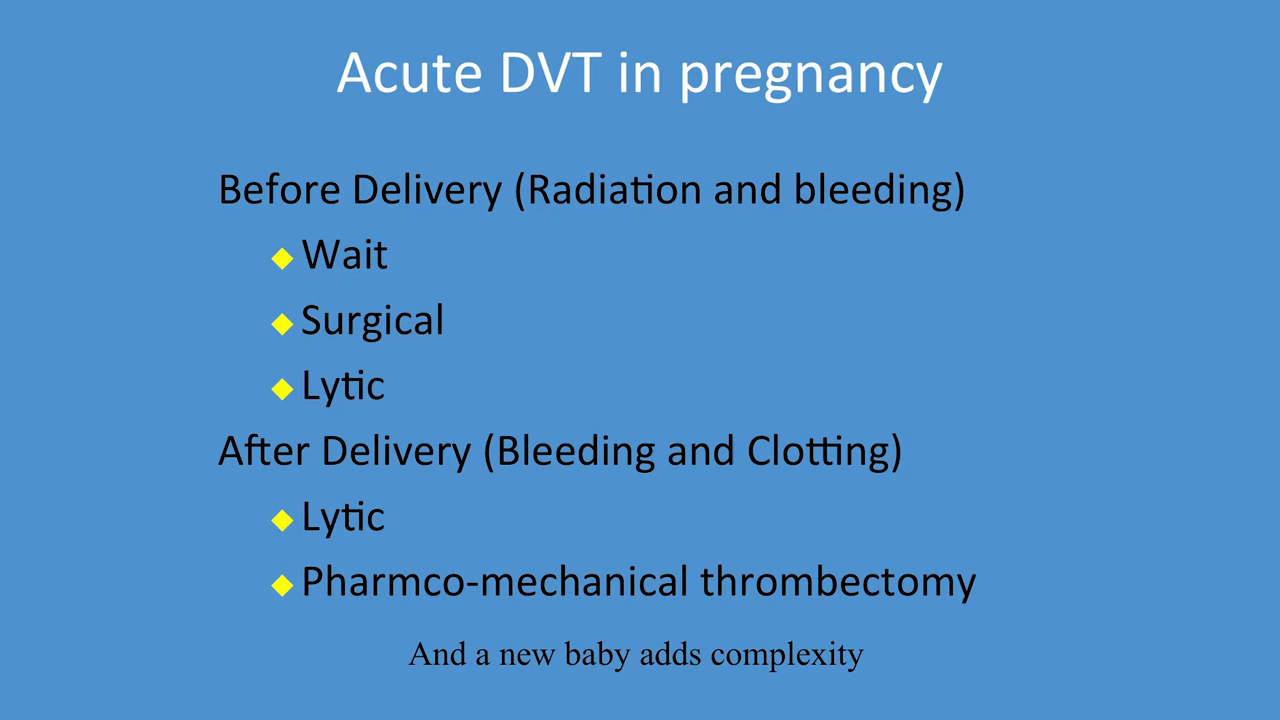 Acute DVT in pregnancy
Before Delivery (Radiation and bleeding)
Wait
Surgical
Lytic
After Delivery (Bleeding and Clotting)
Lytic
Pharmco-mechanical thrombectomy
And a new baby adds complexity